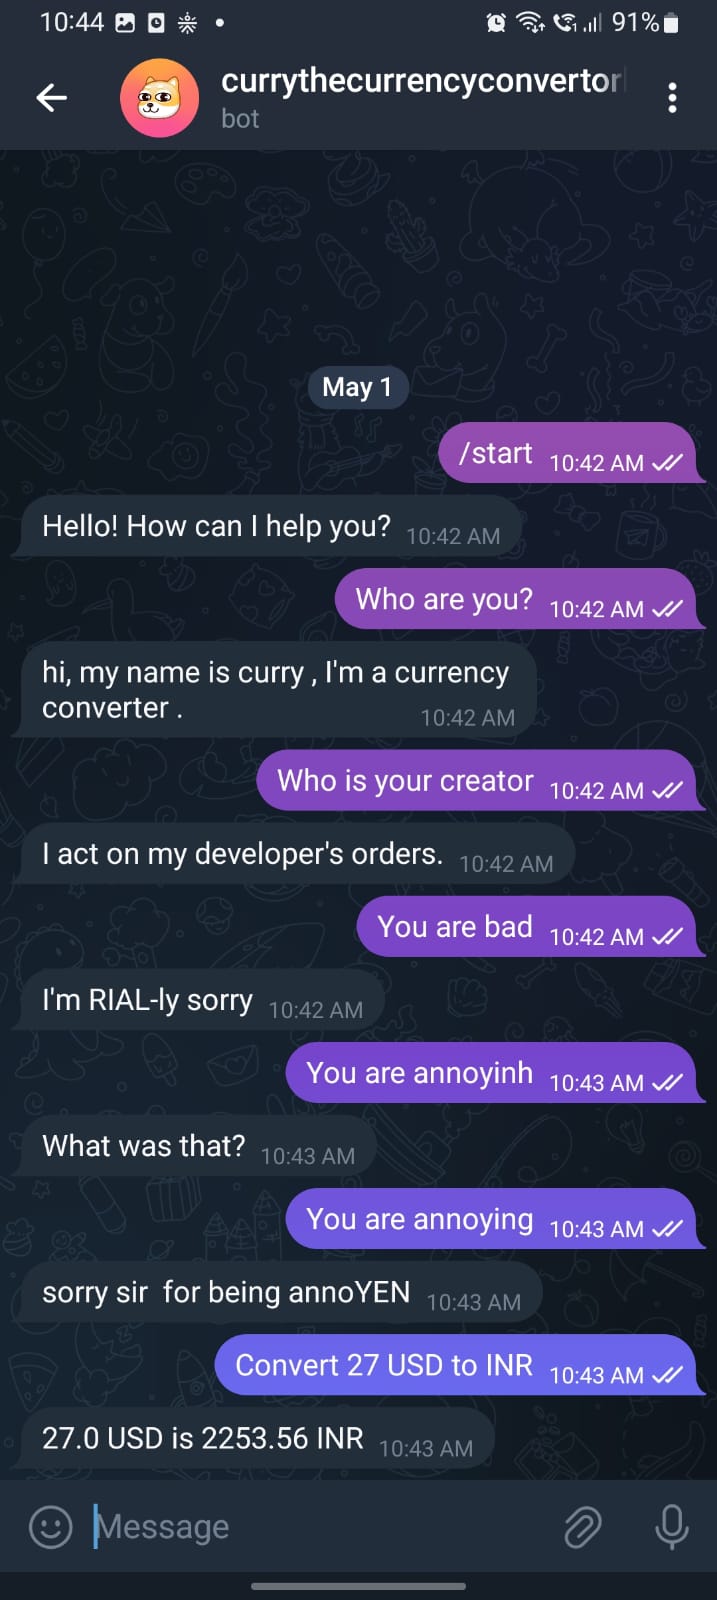 10:44 91%
currythecurrencyconvertor
bot
May 1
/start 10:42 AM
Hello! How can I help you? 10:42 AM
Who are you? 10:42 AM
hi, my name is curry , I'm a currency
converter . 10:42 AM
Who is your creator 10:42 AM
I act on my developer's orders. 10:42 AM
You are bad 10:42 AM
I'm RIAL-ly sorry 10:42 AM
You are annoyinh 10:43 AM
What was that? 10:43 AM
You are annoying 10:43 AM
sorry sir  for being annoYEN 10:43 AM
Convert 27 USD to INR 10:43 AM
27.0 USD is 2253.56 INR 10:43 AM
Message